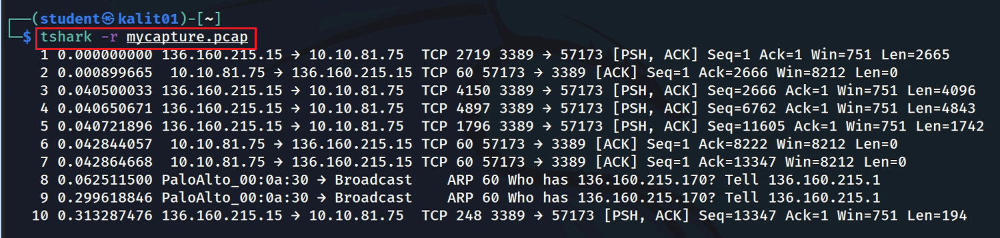 (student㉿kalit01)-[~]
$ tshark -r mycapture.pcap
1 0.000000000 136.160.215.15 → 10.10.81.75 TCP 2719 3389 → 57173 [PSH, ACK] Seq=1 Ack=1 Win=751 Len=2665
2 0.000899665 10.10.81.75 → 136.160.215.15 TCP 60 57173 → 3389 [ACK] Seq=1 Ack=2666 Win=8212 Len=0
3 0.040500033 136.160.215.15 → 10.10.81.75 TCP 4150 3389 → 57173 [PSH, ACK] Seq=2666 Ack=1 Win=751 Len=4096
4 0.040650671 136.160.215.15 → 10.10.81.75 TCP 4897 3389 → 57173 [PSH, ACK] Seq=6762 Ack=1 Win=751 Len=4843
5 0.040721896 136.160.215.15 → 10.10.81.75 TCP 1796 3389 → 57173 [PSH, ACK] Seq=11605 Ack=1 Win=751 Len=1742
6 0.042844057 10.10.81.75 → 136.160.215.15 TCP 60 57173 → 3389 [ACK] Seq=1 Ack=8222 Win=8212 Len=0
7 0.042864668 10.10.81.75 → 136.160.215.15 TCP 60 57173 → 3389 [ACK] Seq=1 Ack=13347 Win=8212 Len=0
8 0.062511500 PaloAlto_00:0a:30 → Broadcast ARP 60 Who has 136.160.215.170? Tell 136.160.215.1
9 0.299618846 PaloAlto_00:0a:30 → Broadcast ARP 60 Who has 136.160.215.170? Tell 136.160.215.1
10 0.313287476 136.160.215.15 → 10.10.81.75 TCP 248 3389 → 57173 [PSH, ACK] Seq=13347 Ack=1 Win=751 Len=194